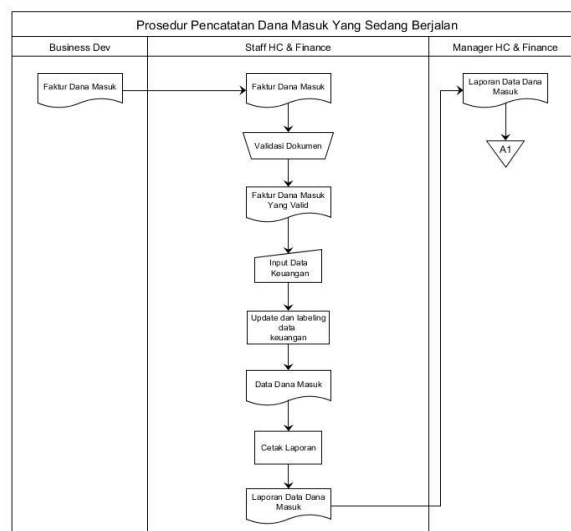 Prosedur Pencatatan Dana Masuk Yang Sedang Berjalan
Business Dev
Staff HC & Finance
Manager HC & Finance
Faktur Dana Masuk
Faktur Dana Masuk
Laporan Data Dana
Masuk
Validasi Dokumen
A1
Faktur Dana Masuk
Yang Valid
Input Data
Keuangan
Update dan labeling
data
keuangan
Data Dana Masuk
Cetak Laporan
Laporan Data Dana
Masuk